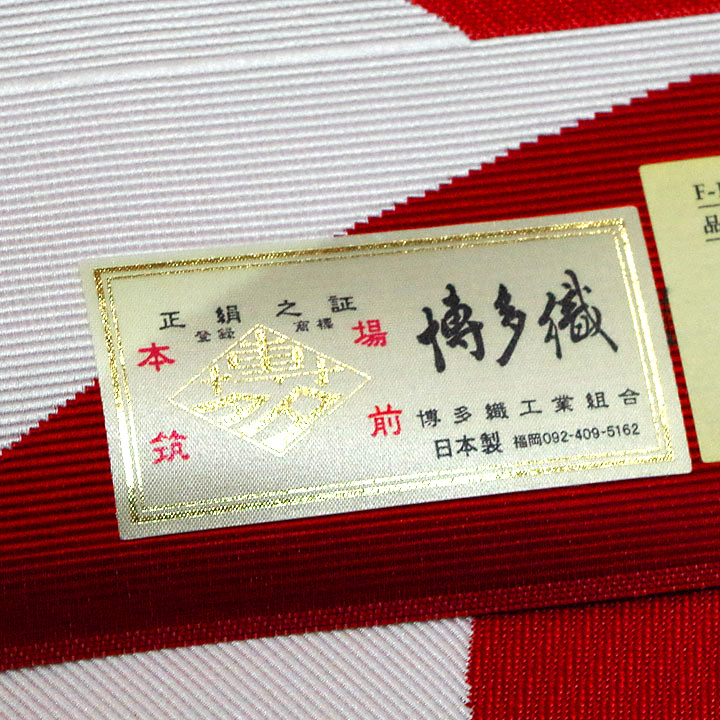 正絹之証
登録商標
本場
筑前
博多織
博多織工業組合
日本製 福岡092-409-5162
F-
品